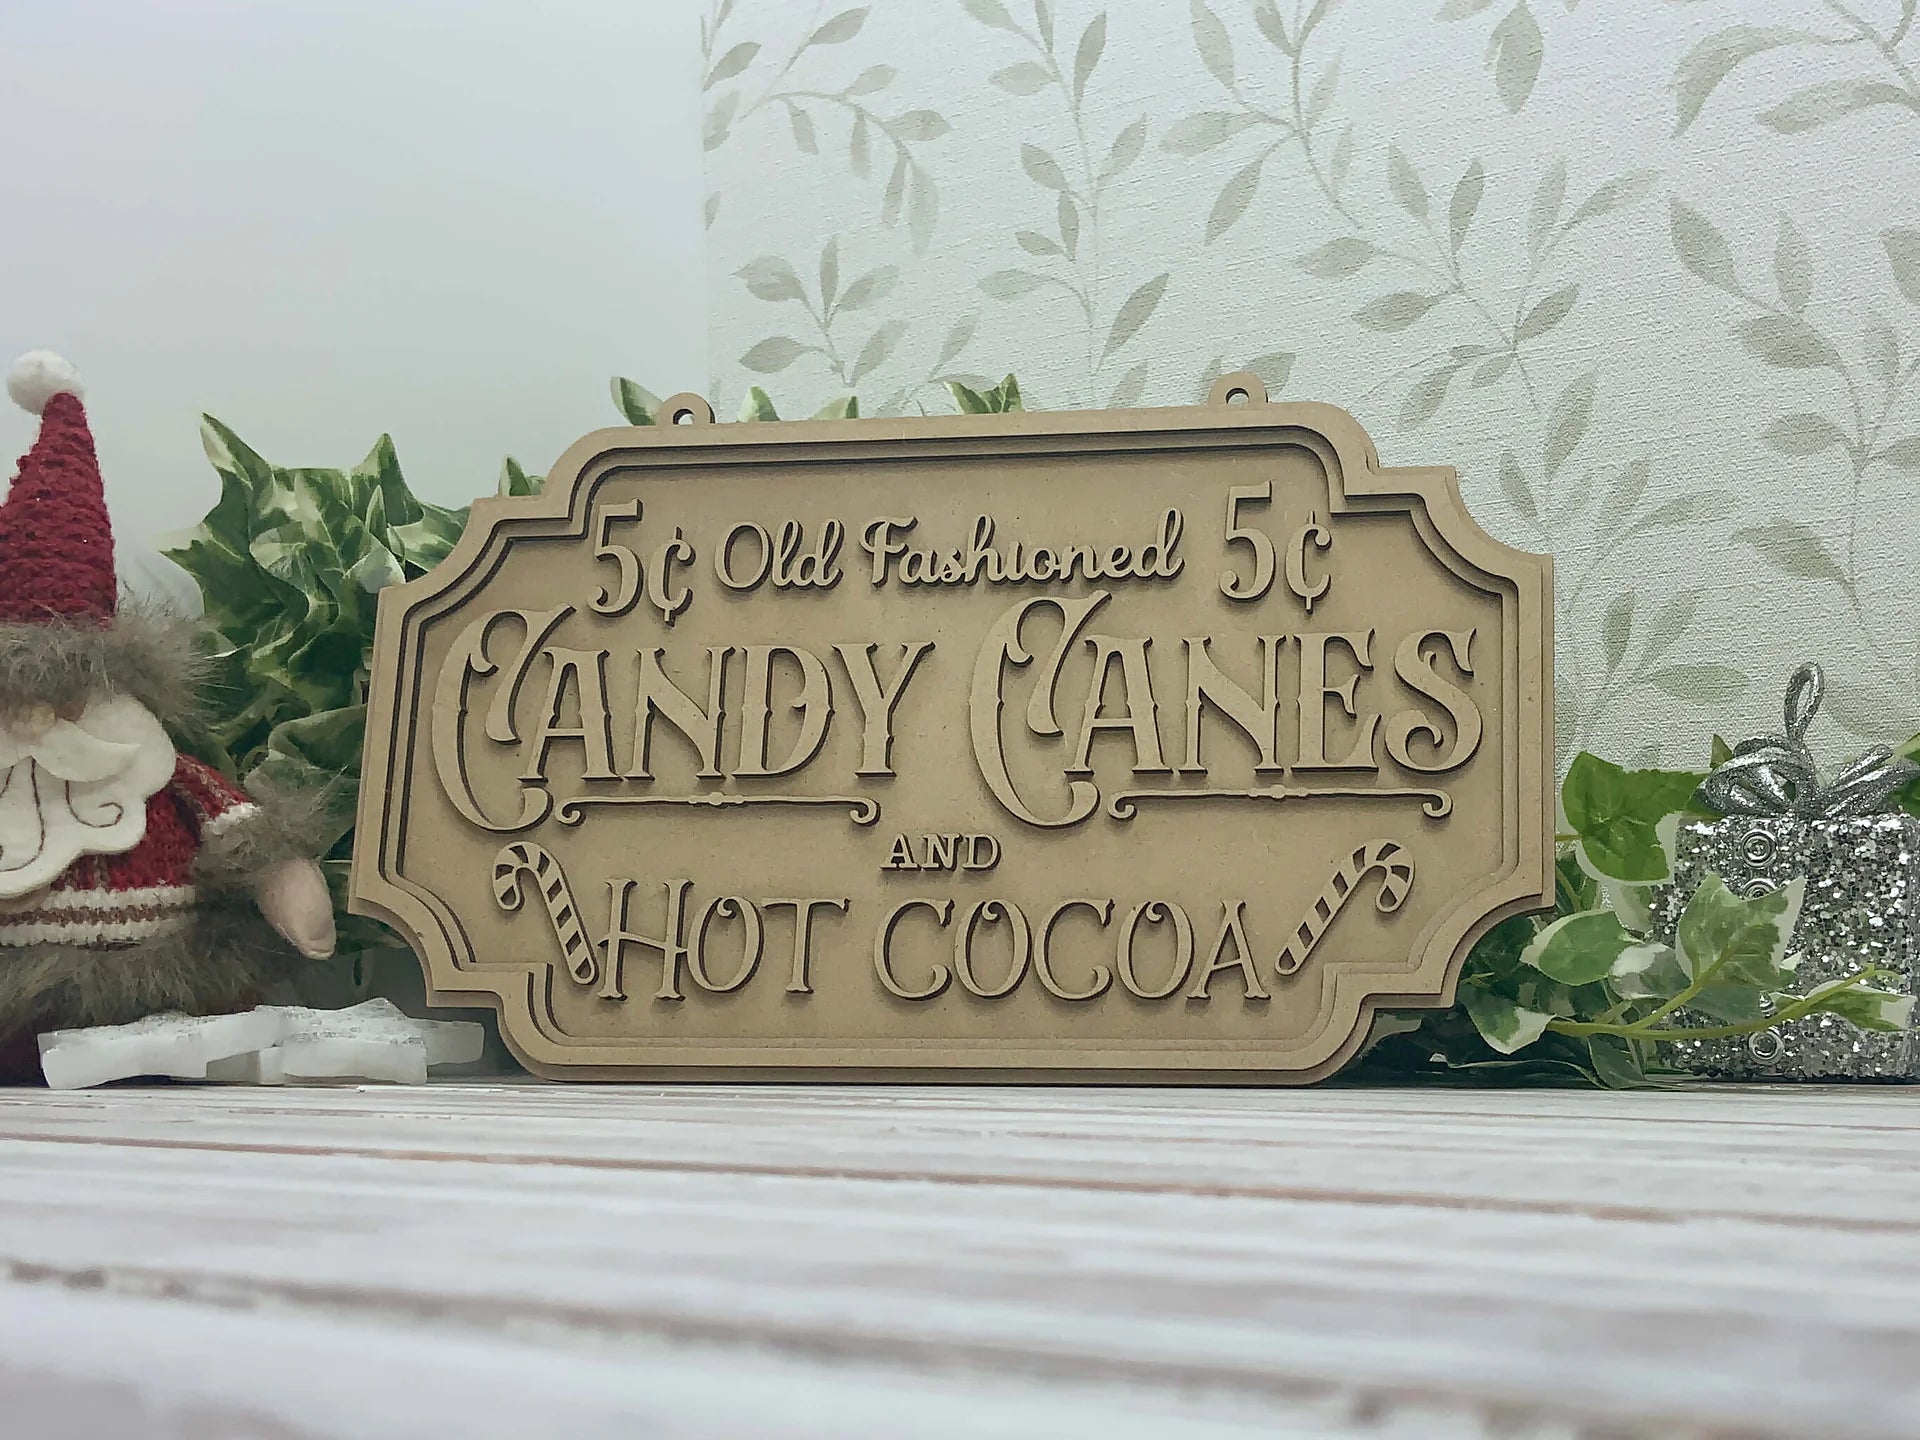 5¢ Old Fashioned 5¢
CANDY CANES
AND
HOT COCOA